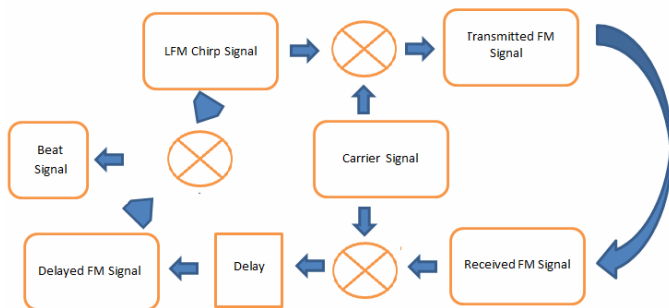 LFM Chirp Signal
Transmitted FM
Signal
Beat
Signal
Carrier Signal
Delayed FM Signal
Delay
Received FM Signal